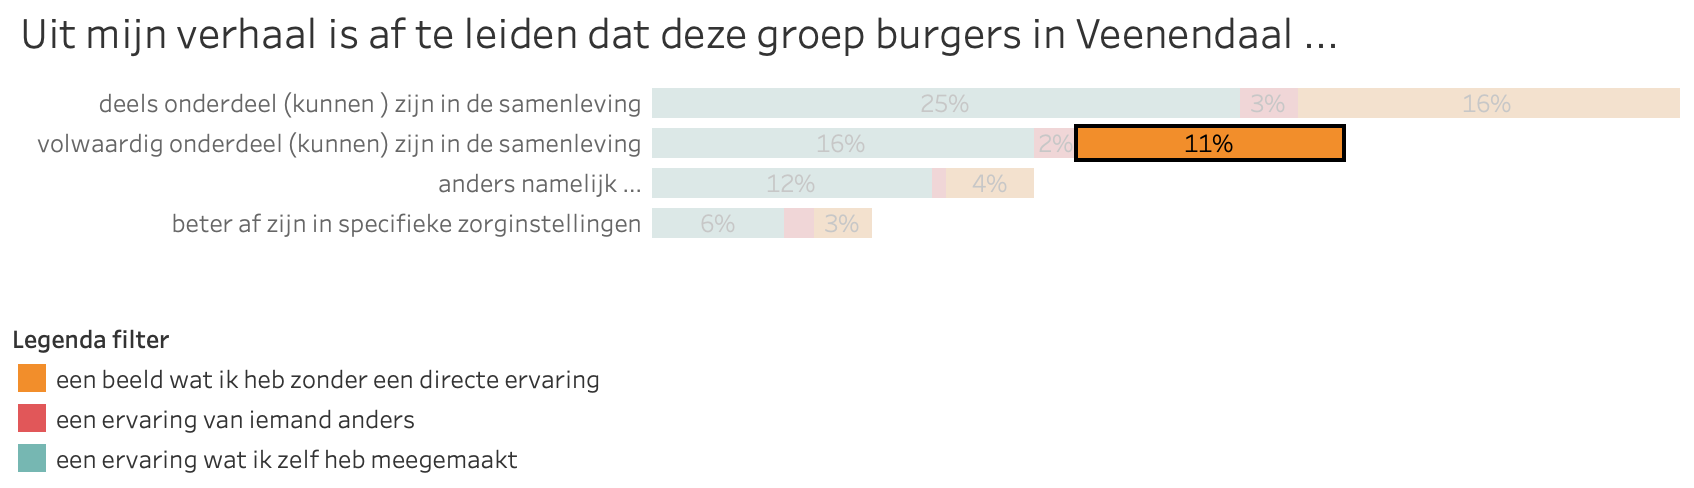 Uit mijn verhaal is af te leiden dat deze groep burgers in Veenendaal ...
deels onderdeel (kunnen ) zijn in de samenleving 25% 3% 16%
volwaardig onderdeel (kunnen) zijn in de samenleving 16% 2% 11%
anders namelijk ... 12% 4%
beter af zijn in specifieke zorginstellingen 6% 3%
Legenda filter
een beeld wat ik heb zonder een directe ervaring
een ervaring van iemand anders
een ervaring wat ik zelf heb meegemaakt